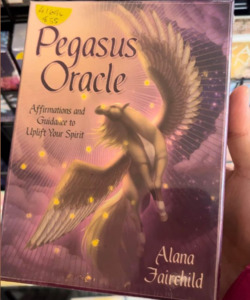 Pegasus
Oracle
Affirmations and
Guidance to
Uplift Your Spirit
Alana
Fairchild